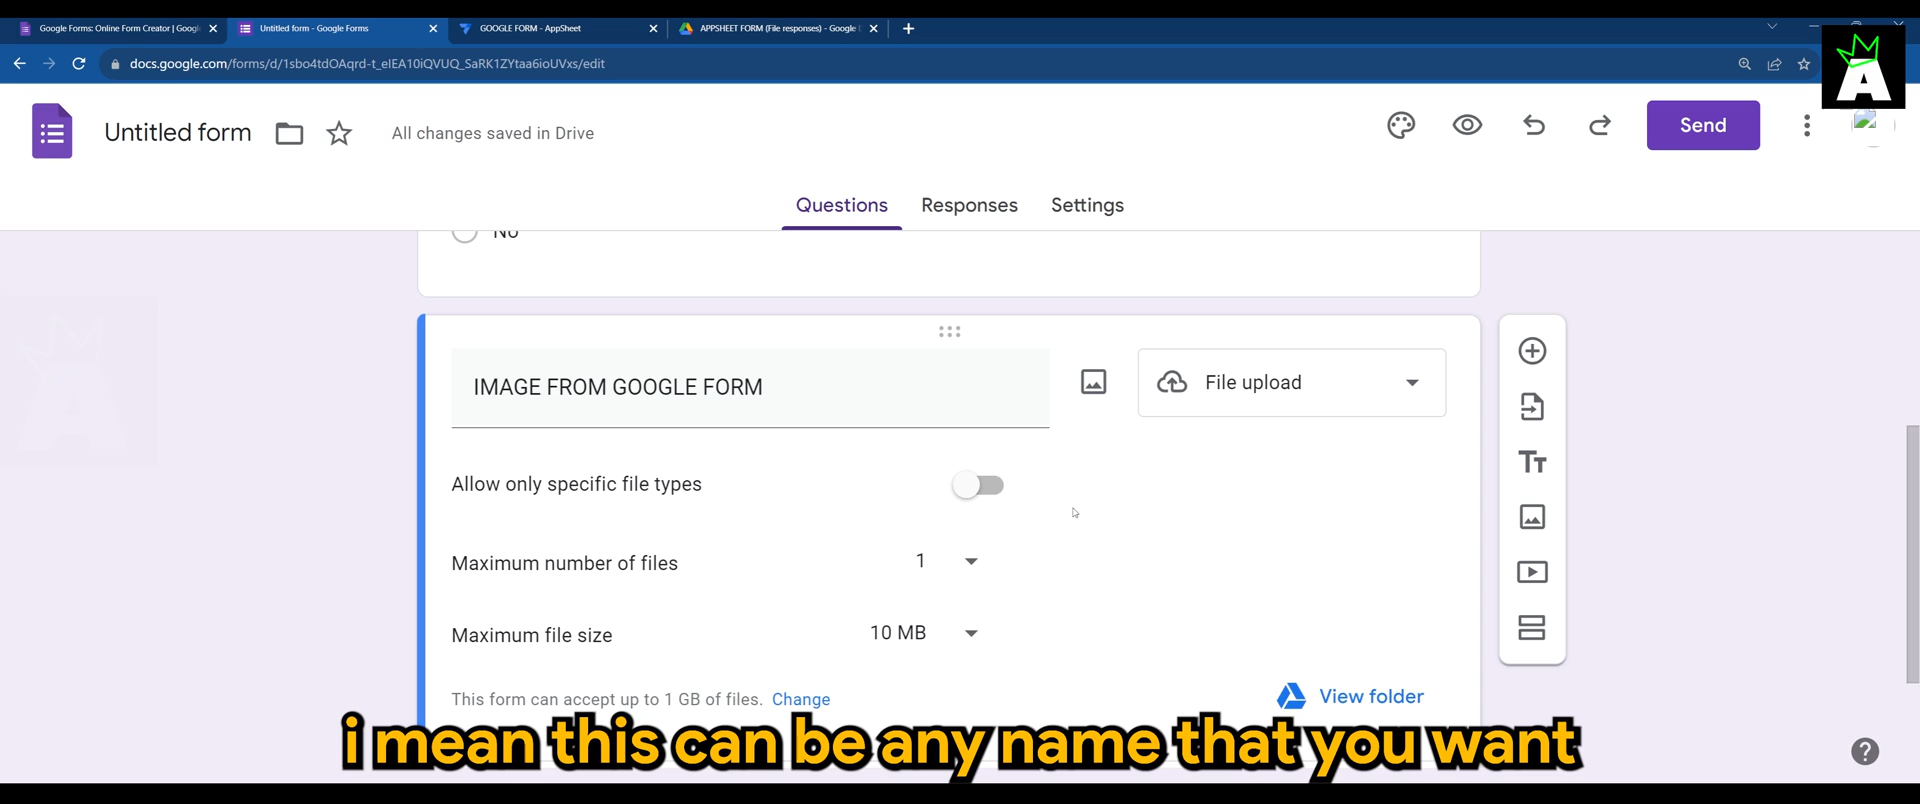 Google Forms: Online Form Creator | Google
Untitled form - Google Forms
GOOGLE FORM - AppSheet
APPSHEET FORM (File responses) - Google
docs.google.com/forms/d/1sbo4tdOAqrd-t_eIEA10iQVUQ_SaRK1ZYtaa6ioUVxs/edit
A
Untitled form
All changes saved in Drive
Send
Questions
Responses
Settings
No
IMAGE FROM GOOGLE FORM
File upload
Allow only specific file types
Maximum number of files
1
Maximum file size
10 MB
This form can accept up to 1 GB of files. Change
View folder
i mean this can be any name that you want